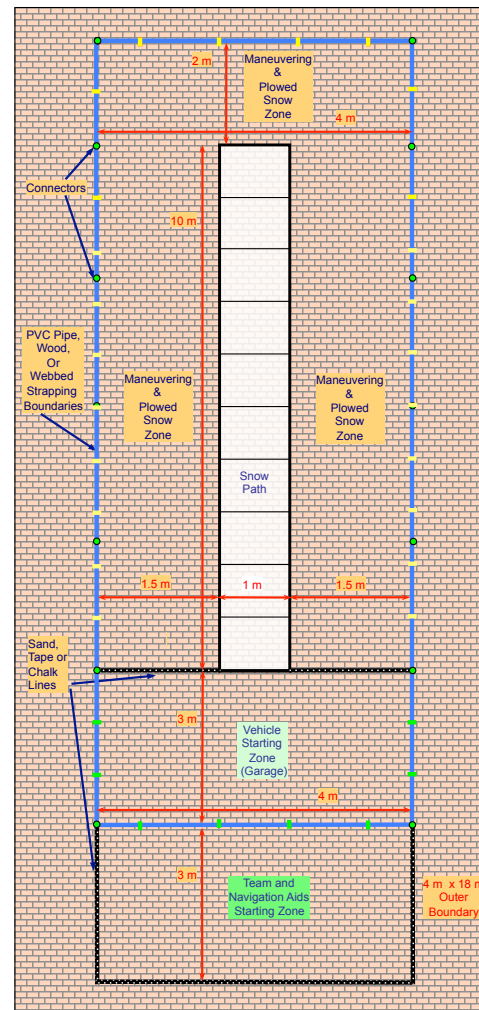 2 m
Maneuvering
&
Plowed
Snow
Zone
4 m
Connectors
10 m
PVC Pipe,
Wood,
Or
Webbed
Strapping
Boundaries
Maneuvering
&
Plowed
Snow
Zone
Maneuvering
&
Plowed
Snow
Zone
Snow
Path
1.5 m
1 m
1.5 m
Sand,
Tape or
Chalk
Lines
3 m
Vehicle
Starting
Zone
(Garage)
4 m
3 m
Team and
Navigation Aids
Starting Zone
4 m x 18 m
Outer
Boundary